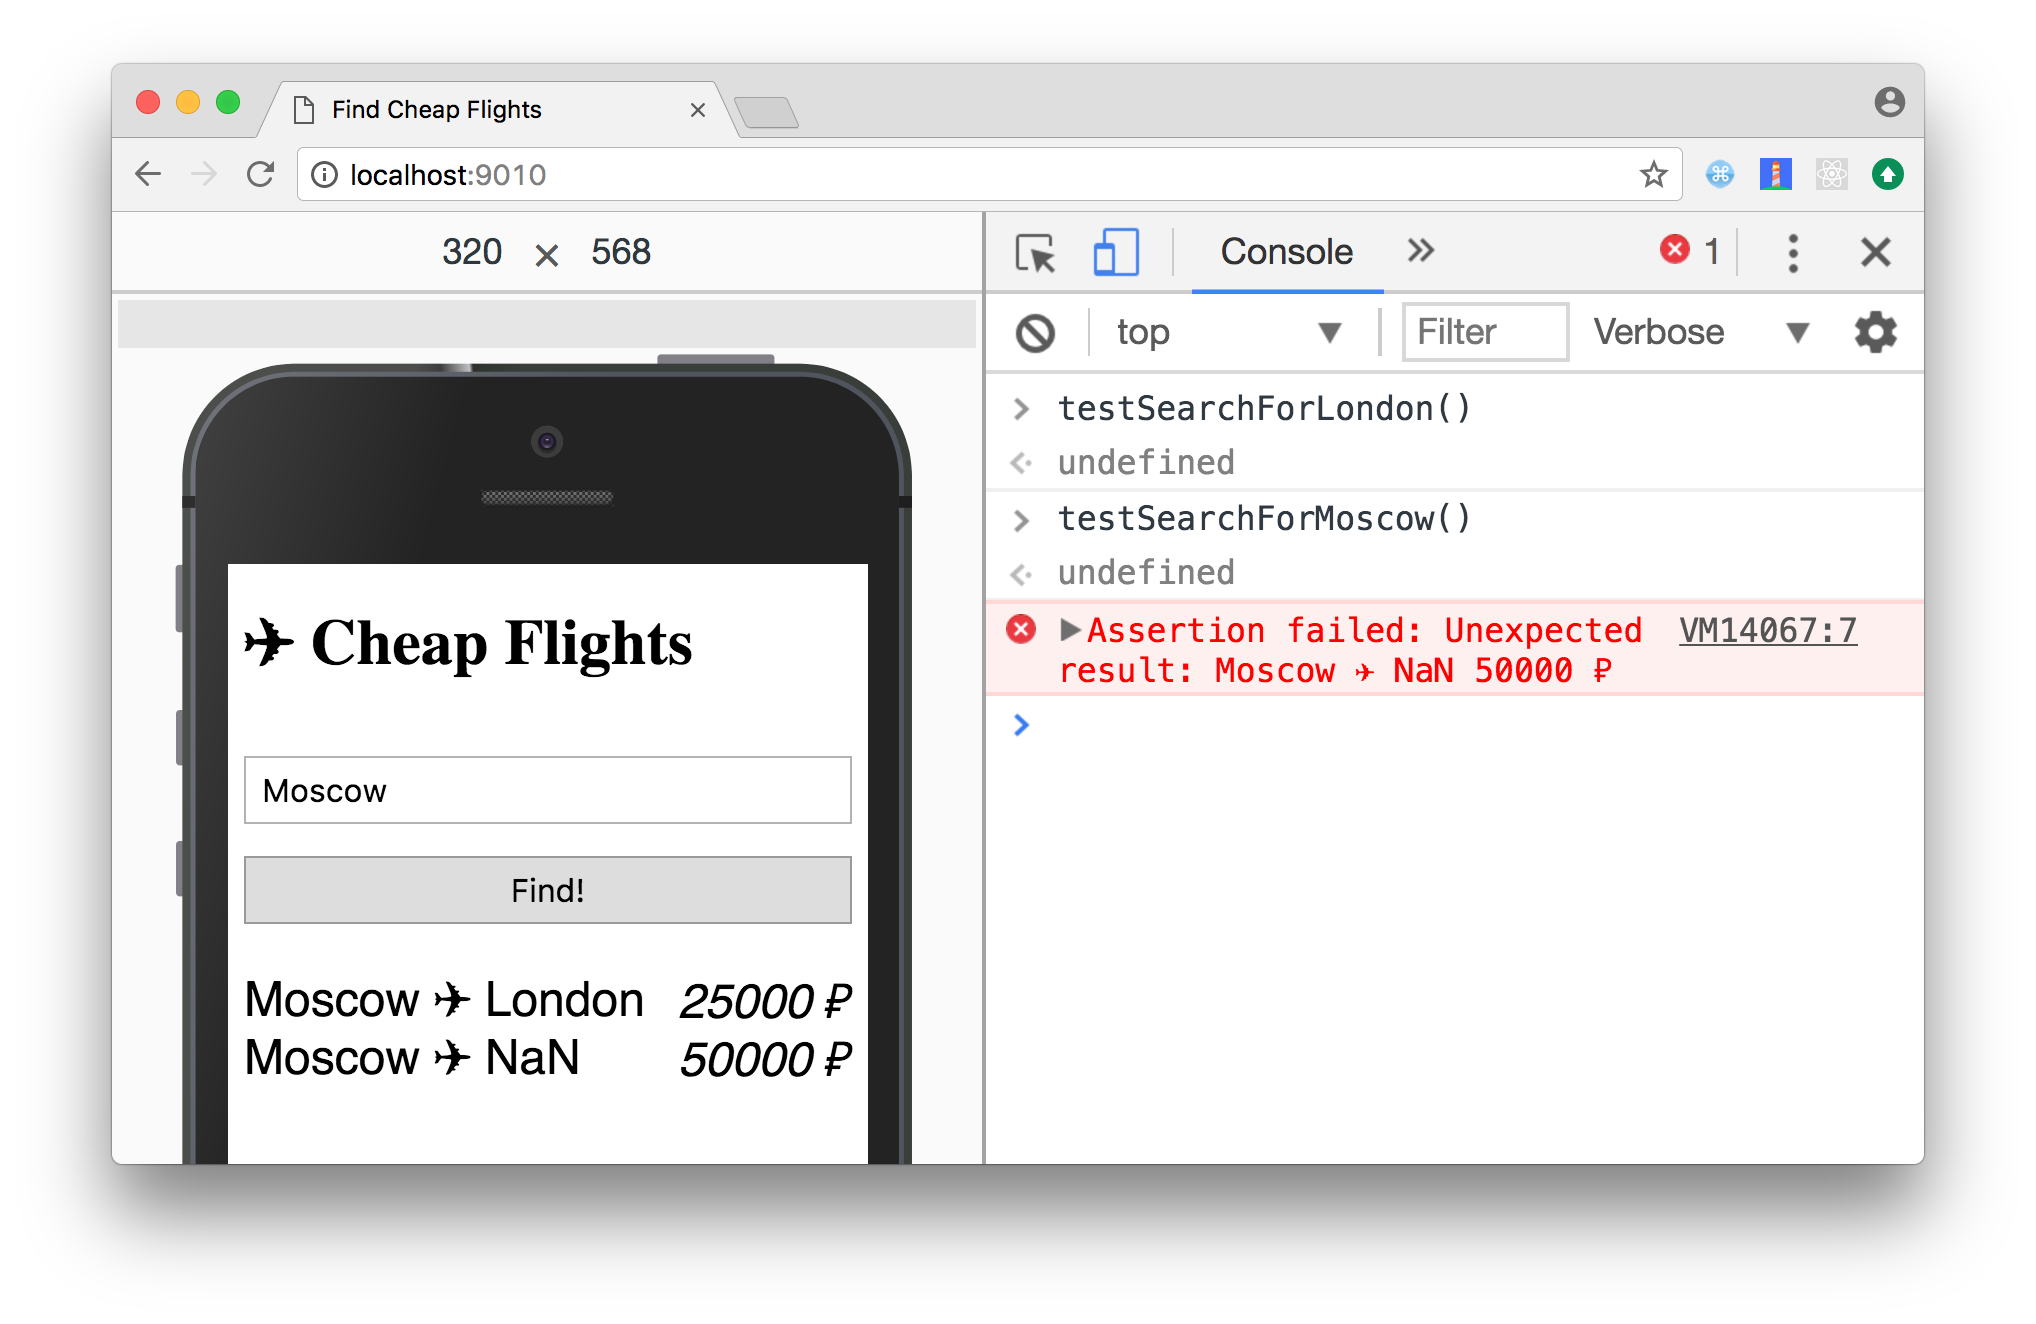 Find Cheap Flights
localhost:9010
320 × 568
Console
1
top
Filter
Verbose
testSearchForLondon()
undefined
testSearchForMoscow()
undefined
Assertion failed: Unexpected VM14067:7
result: Moscow ✈ NaN 50000 ₽
✈ Cheap Flights
Moscow
Find!
Moscow ✈ London 25000 ₽
Moscow ✈ NaN 50000 ₽